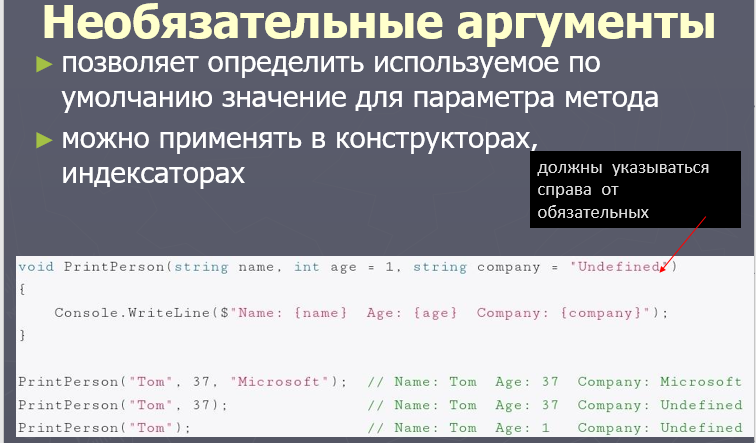 Необязательные аргументы
► позволяет определить используемое по
умолчанию значение для параметра метода
► можно применять в конструкторах,
индексаторах
должны указываться
справа от
обязательных
void PrintPerson(string name, int age = 1, string company = "Undefined")
{
    Console.WriteLine($"Name: {name}  Age: {age}  Company: {company}");
}
PrintPerson("Tom", 37, "Microsoft");  // Name: Tom  Age: 37  Company: Microsoft
PrintPerson("Tom", 37);               // Name: Tom  Age: 37  Company: Undefined
PrintPerson("Tom");                   // Name: Tom  Age: 1   Company: Undefined